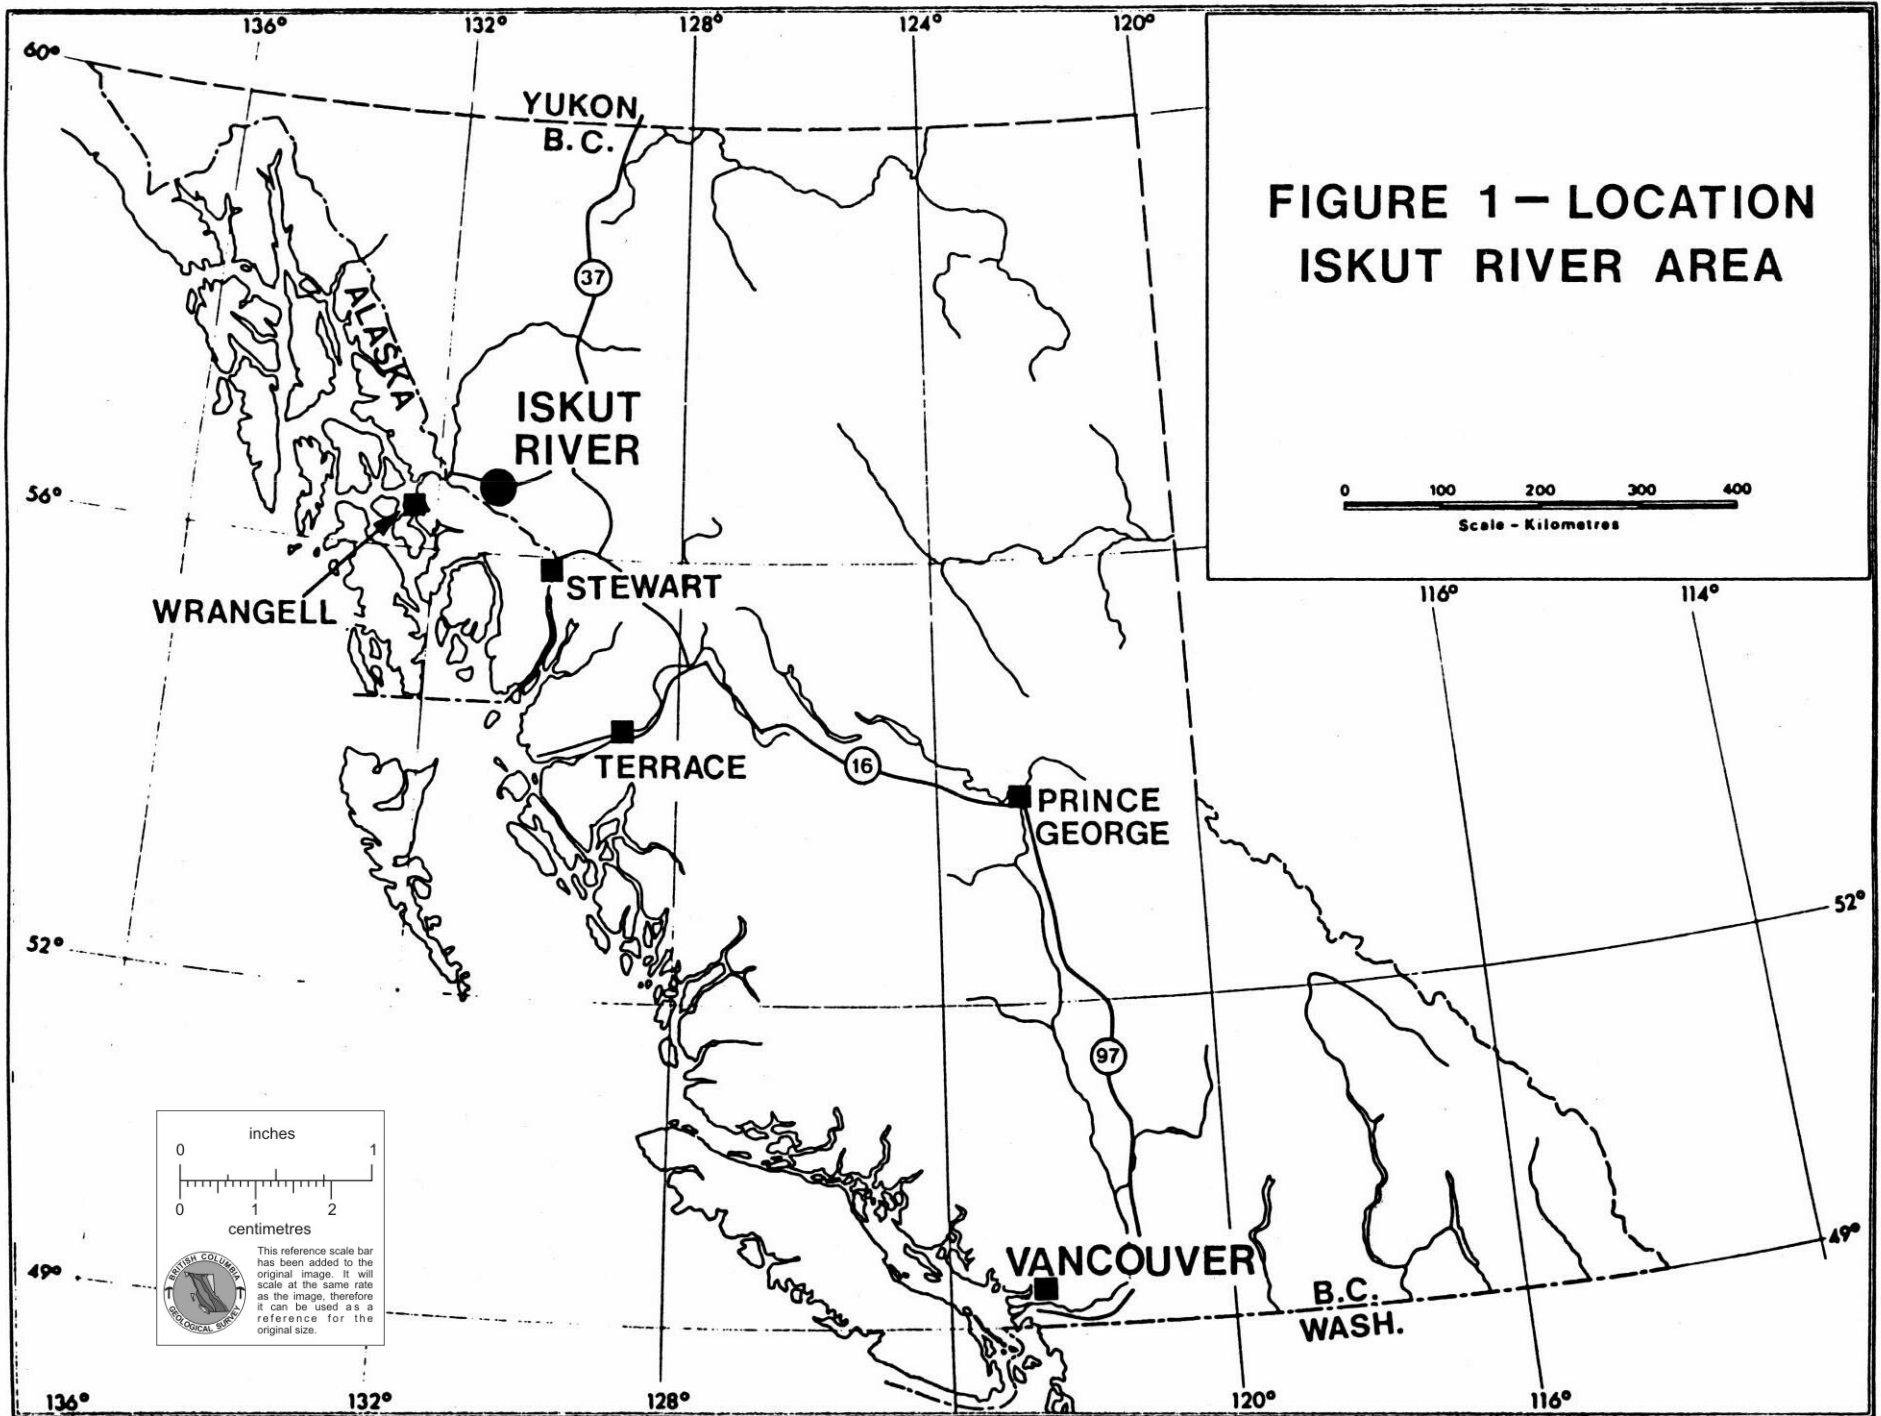 136° 132° 128° 124° 120°
60°
YUKON
B.C.
FIGURE 1 — LOCATION
ISKUT RIVER AREA
37
ALASKA
ISKUT
RIVER
0 100 200 300 400
Scale - Kilometres
56°
STEWART
WRANGELL
116° 114°
TERRACE
16
PRINCE
GEORGE
52°
52°
97
inches
0 1
0 1 2
centimetres
This reference scale bar
has been added to the
original image. It will
scale at the same rate
as the image, therefore
it can be used as a
reference for the
original size.
BRITISH COLUMBIA
GEOLOGICAL SURVEY
VANCOUVER
49°
49°
B.C.
WASH.
136° 132° 128° 120° 116°